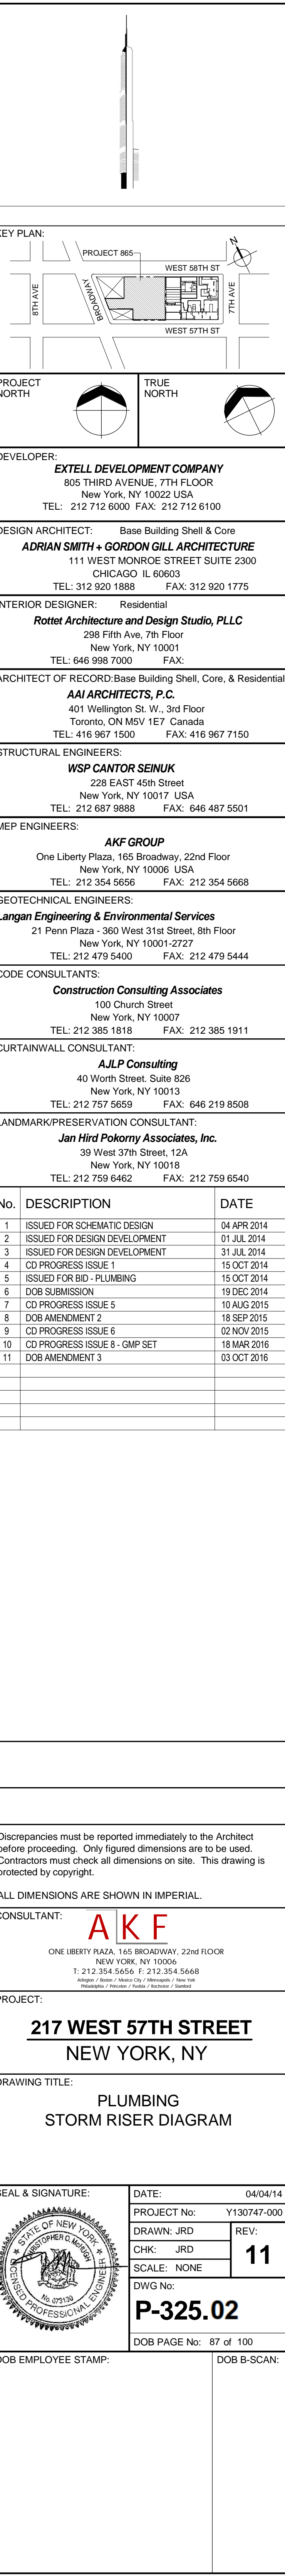 KEY PLAN:
N
PROJECT 865
WEST 58TH ST
8TH AVE
BROADWAY
7TH AVE
WEST 57TH ST
PROJECT
NORTH
TRUE
NORTH
DEVELOPER:
EXTELL DEVELOPMENT COMPANY
805 THIRD AVENUE, 7TH FLOOR
New York, NY 10022 USA
TEL: 212 712 6000 FAX: 212 712 6100
DESIGN ARCHITECT: Base Building Shell & Core
ADRIAN SMITH + GORDON GILL ARCHITECTURE
111 WEST MONROE STREET SUITE 2300
CHICAGO IL 60603
TEL: 312 920 1888 FAX: 312 920 1775
INTERIOR DESIGNER: Residential
Rottet Architecture and Design Studio, PLLC
298 Fifth Ave, 7th Floor
New York, NY 10001
TEL: 646 998 7000 FAX:
ARCHITECT OF RECORD:Base Building Shell, Core, & Residential
AAI ARCHITECTS, P.C.
401 Wellington St. W., 3rd Floor
Toronto, ON M5V 1E7 Canada
TEL: 416 967 1500 FAX: 416 967 7150
STRUCTURAL ENGINEERS:
WSP CANTOR SEINUK
228 EAST 45th Street
New York, NY 10017 USA
TEL: 212 687 9888 FAX: 646 487 5501
MEP ENGINEERS:
AKF GROUP
One Liberty Plaza, 165 Broadway, 22nd Floor
New York, NY 10006 USA
TEL: 212 354 5656 FAX: 212 354 5668
GEOTECHNICAL ENGINEERS:
Langan Engineering & Environmental Services
21 Penn Plaza - 360 West 31st Street, 8th Floor
New York, NY 10001-2727
TEL: 212 479 5400 FAX: 212 479 5444
CODE CONSULTANTS:
Construction Consulting Associates
100 Church Street
New York, NY 10007
TEL: 212 385 1818 FAX: 212 385 1911
CURTAINWALL CONSULTANT:
AJLP Consulting
40 Worth Street. Suite 826
New York, NY 10013
TEL: 212 757 5659 FAX: 646 219 8508
LANDMARK/PRESERVATION CONSULTANT:
Jan Hird Pokorny Associates, Inc.
39 West 37th Street, 12A
New York, NY 10018
TEL: 212 759 6462 FAX: 212 759 6540
No. DESCRIPTION DATE
1 ISSUED FOR SCHEMATIC DESIGN 04 APR 2014
2 ISSUED FOR DESIGN DEVELOPMENT 01 JUL 2014
3 ISSUED FOR DESIGN DEVELOPMENT 31 JUL 2014
4 CD PROGRESS ISSUE 1 15 OCT 2014
5 ISSUED FOR BID - PLUMBING 15 OCT 2014
6 DOB SUBMISSION 19 DEC 2014
7 CD PROGRESS ISSUE 5 10 AUG 2015
8 DOB AMENDMENT 2 18 SEP 2015
9 CD PROGRESS ISSUE 6 02 NOV 2015
10 CD PROGRESS ISSUE 8 - GMP SET 18 MAR 2016
11 DOB AMENDMENT 3 03 OCT 2016
Discrepancies must be reported immediately to the Architect
before proceeding. Only figured dimensions are to be used.
Contractors must check all dimensions on site. This drawing is
protected by copyright.
ALL DIMENSIONS ARE SHOWN IN IMPERIAL.
CONSULTANT:
AKF
ONE LIBERTY PLAZA, 165 BROADWAY, 22nd FLOOR
NEW YORK, NY 10006
T: 212.354.5656 F: 212.354.5668
Arlington / Boston / Mexico City / Minneapolis / New York
Philadelphia / Princeton / Puebla / Rochester / Stamford
PROJECT:
217 WEST 57TH STREET
NEW YORK, NY
DRAWING TITLE:
PLUMBING
STORM RISER DIAGRAM
SEAL & SIGNATURE:
STATE OF NEW YORK
CHRISTOPHER D. McHUGH
No. 073130
LICENSED PROFESSIONAL ENGINEER
DATE: 04/04/14
PROJECT No: Y130747-000
DRAWN: JRD
REV:
11
CHK: JRD
SCALE: NONE
DWG No:
P-325.02
DOB PAGE No: 87 of 100
DOB EMPLOYEE STAMP:
DOB B-SCAN: